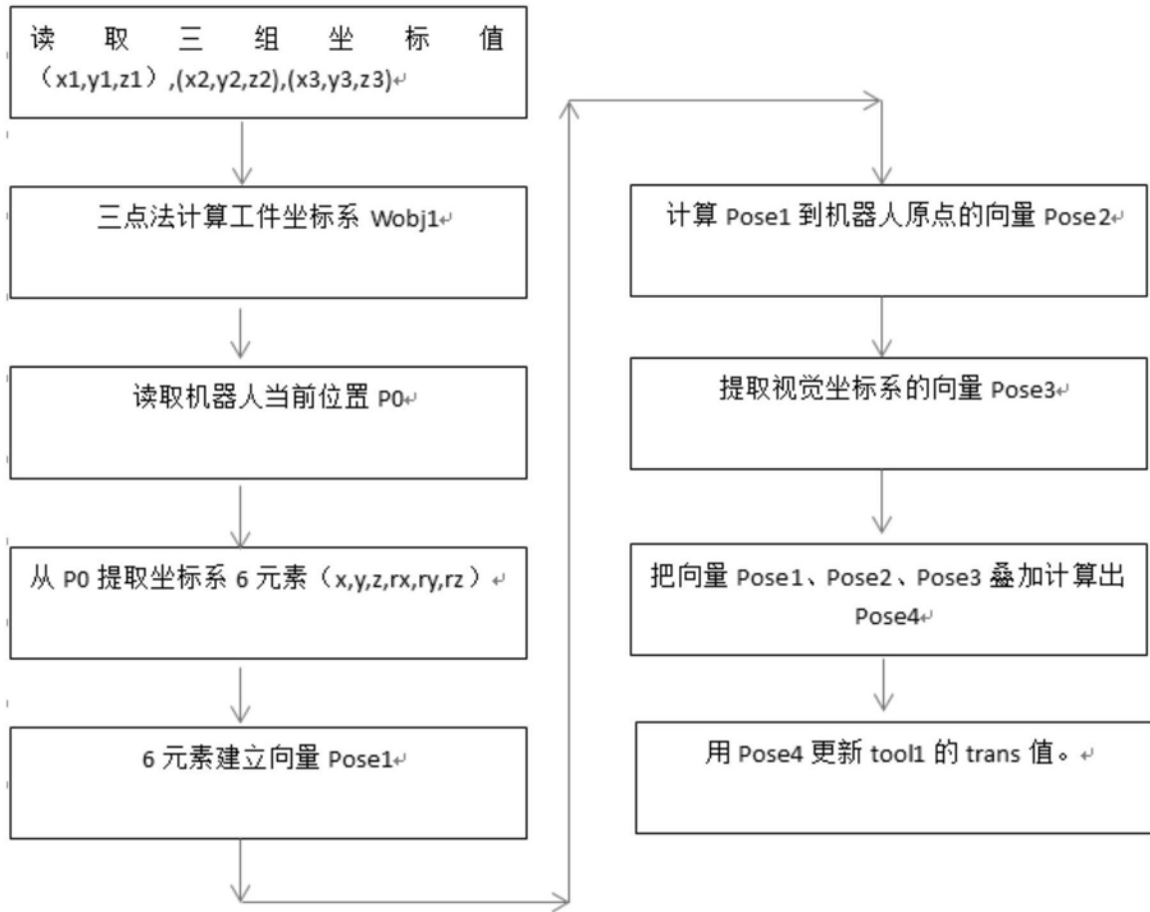 读取三组坐标值
（x1,y1,z1）,(x2,y2,z2),(x3,y3,z3)↵
三点法计算工件坐标系 Wobj1↵
读取机器人当前位置 P0↵
从 P0 提取坐标系 6 元素（x,y,z,rx,ry,rz）↵
6 元素建立向量 Pose1↵
计算 Pose1 到机器人原点的向量 Pose2↵
提取视觉坐标系的向量 Pose3↵
把向量 Pose1、Pose2、Pose3 叠加计算出
Pose4↵
用 Pose4 更新 tool1 的 trans 值。↵